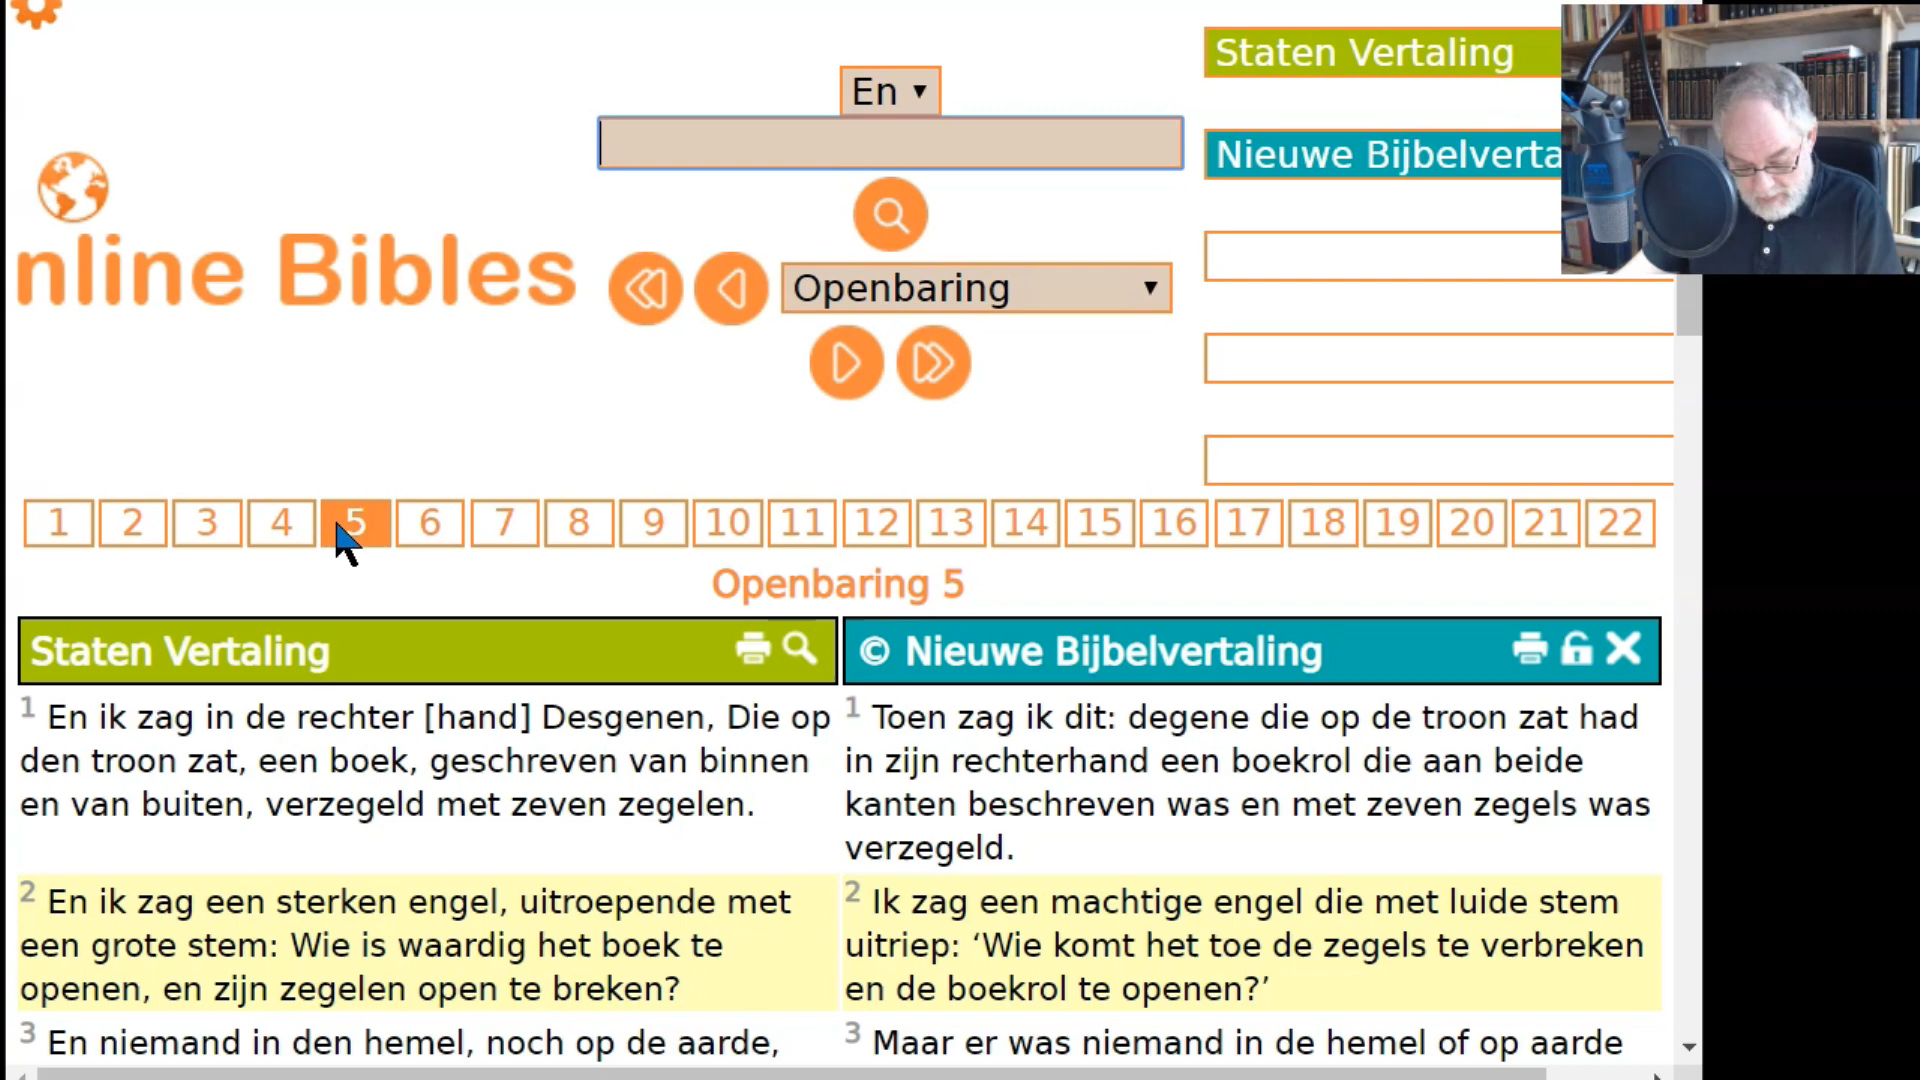 En
Staten Vertaling
Nieuwe Bijbelverta
nline Bibles
Openbaring
1 2 3 4 5 6 7 8 9 10 11 12 13 14 15 16 17 18 19 20 21 22
Openbaring 5
Staten Vertaling
© Nieuwe Bijbelvertaling
1 En ik zag in de rechter [hand] Desgenen, Die op
den troon zat, een boek, geschreven van binnen
en van buiten, verzegeld met zeven zegelen.
1 Toen zag ik dit: degene die op de troon zat had
in zijn rechterhand een boekrol die aan beide
kanten beschreven was en met zeven zegels was
verzegeld.
2 En ik zag een sterken engel, uitroepende met
een grote stem: Wie is waardig het boek te
openen, en zijn zegelen open te breken?
2 Ik zag een machtige engel die met luide stem
uitriep: ‘Wie komt het toe de zegels te verbreken
en de boekrol te openen?’
3 En niemand in den hemel, noch op de aarde,
3 Maar er was niemand in de hemel of op aarde